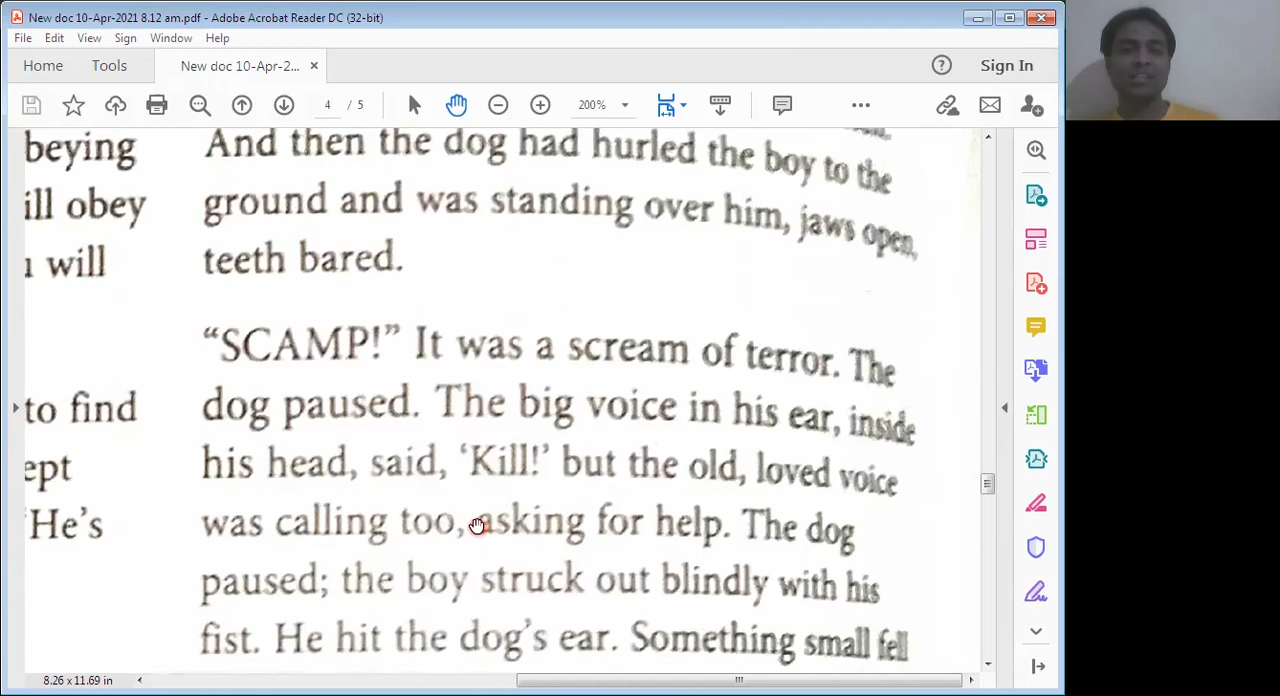 New doc 10-Apr-2021 8.12 am.pdf - Adobe Acrobat Reader DC (32-bit)
File Edit View Sign Window Help
Home Tools New doc 10-Apr-2... × Sign In
4 / 5 200%
beying
ill obey
will
to find
ept
'He's
And then the dog had hurled the boy to the
ground and was standing over him, jaws open,
teeth bared.
“SCAMP!” It was a scream of terror. The
dog paused. The big voice in his ear, inside
his head, said, ‘Kill!’ but the old, loved voice
was calling too, asking for help. The dog
paused; the boy struck out blindly with his
fist. He hit the dog’s ear. Something small fell
8.26 x 11.69 in